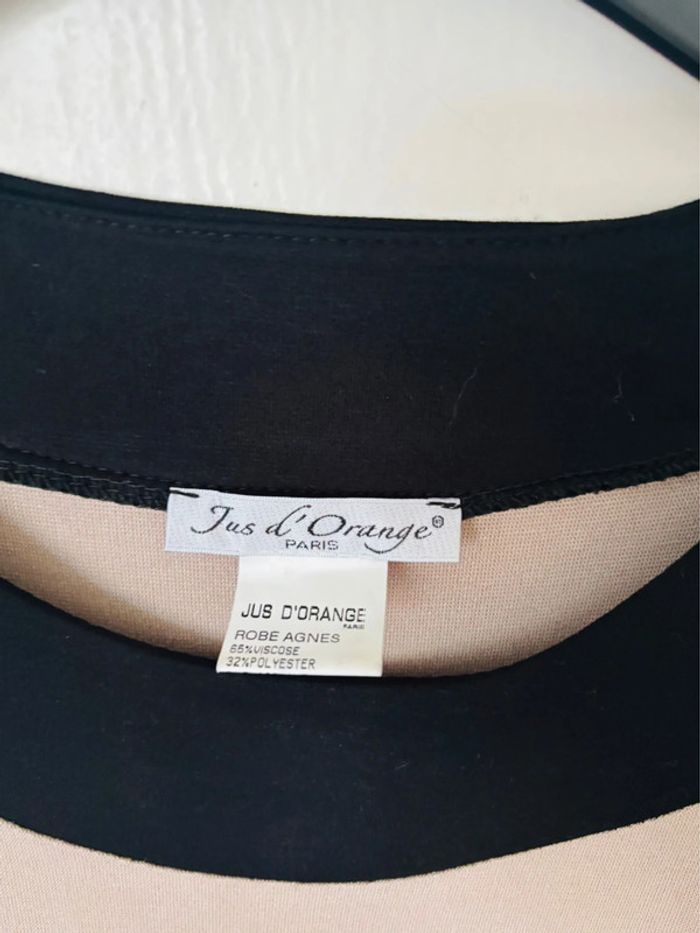 Jus d'Orange®
PARIS
JUS D'ORANGE
PARIS
ROBE AGNES
65%VISCOSE
32%POLYESTER